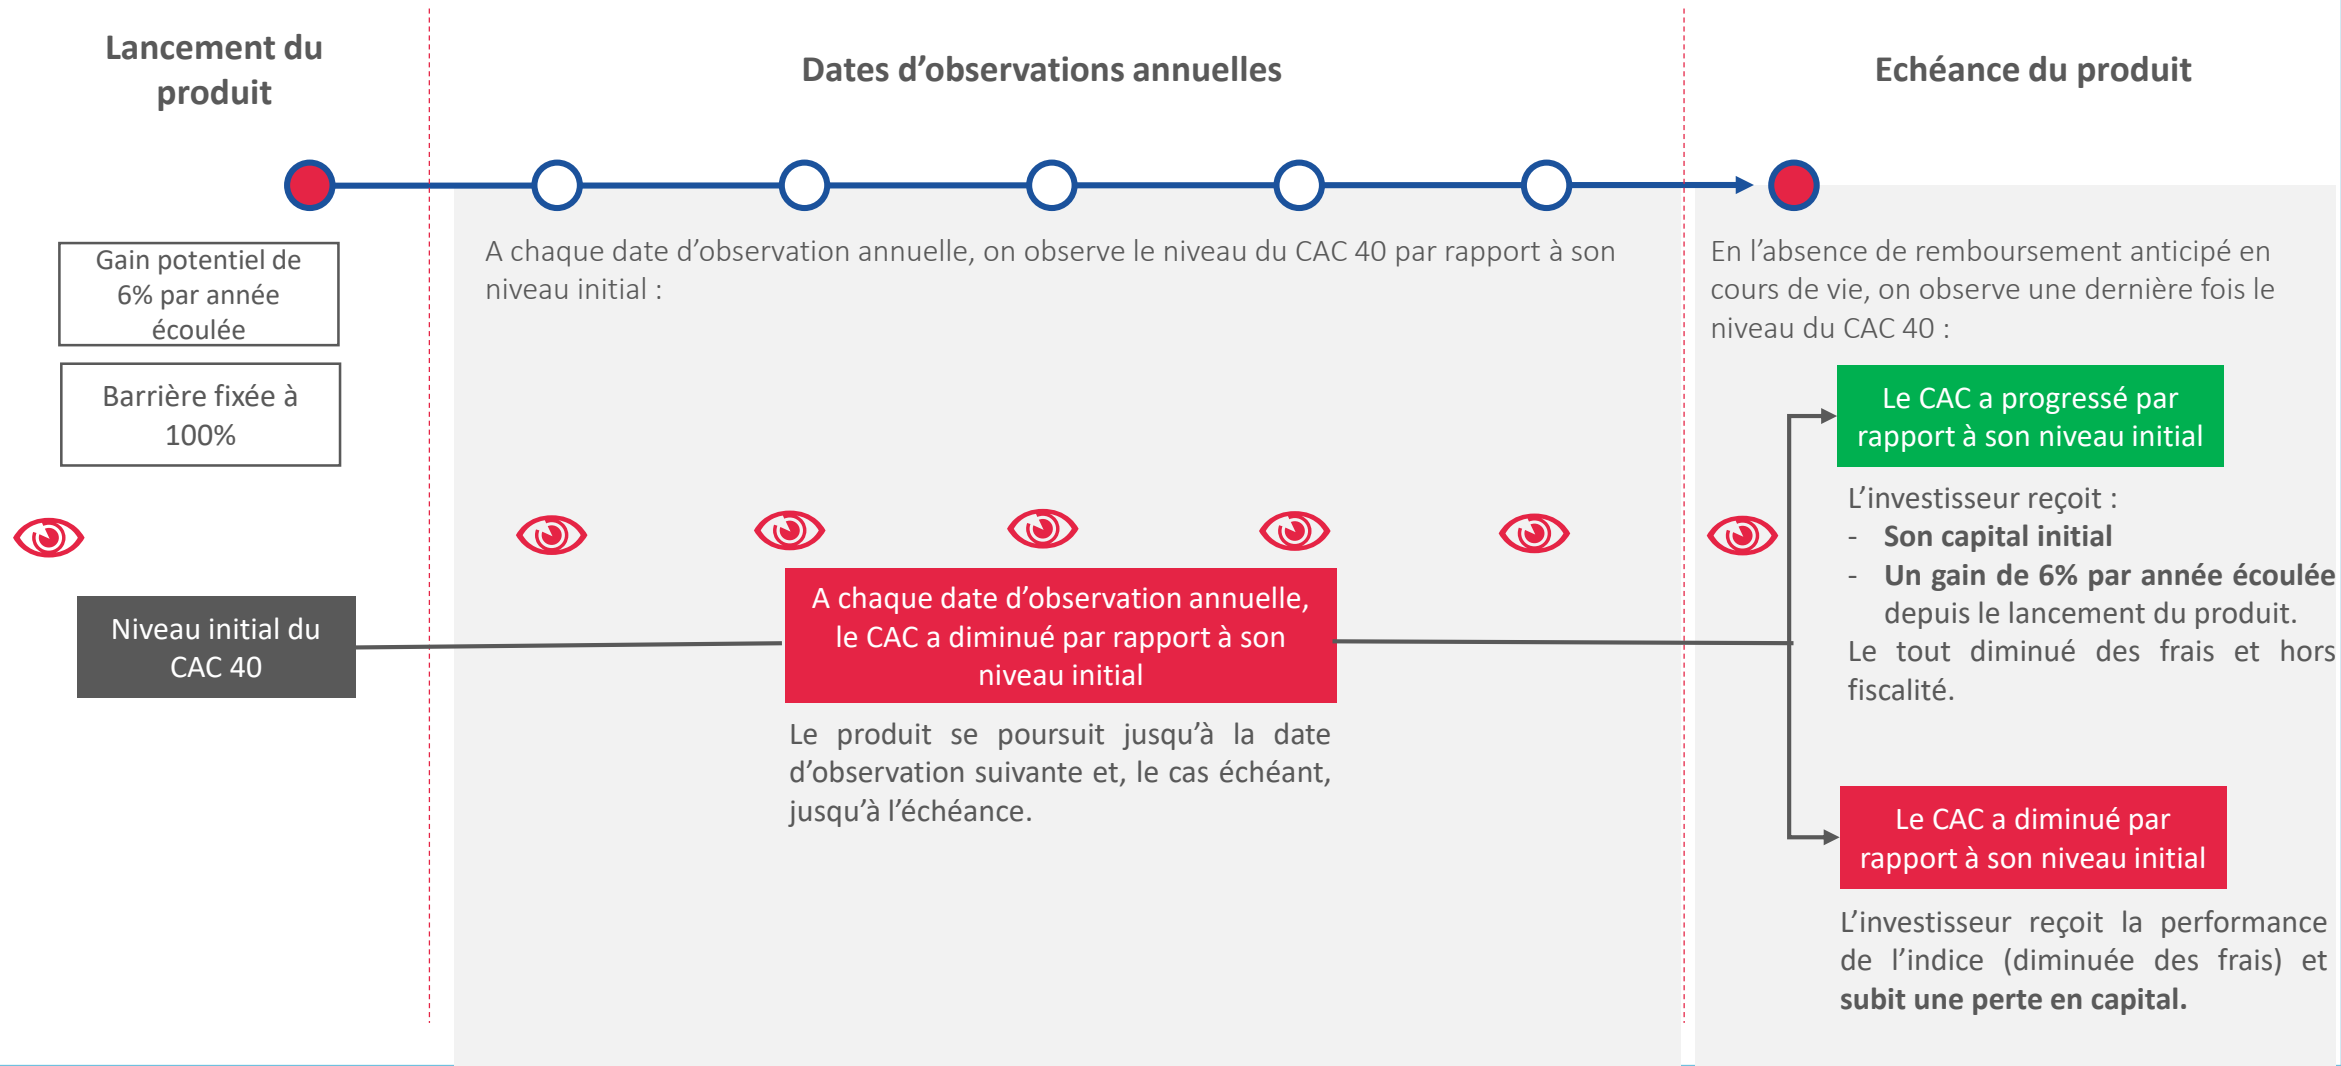 Lancement du
produit
Dates d’observations annuelles
Echéance du produit
Gain potentiel de
6% par année
écoulée
Barrière fixée à
100%
Niveau initial du
CAC 40
A chaque date d’observation annuelle, on observe le niveau du CAC 40 par rapport à son
niveau initial :
A chaque date d’observation annuelle,
le CAC a diminué par rapport à son
niveau initial
Le produit se poursuit jusqu’à la date
d’observation suivante et, le cas échéant,
jusqu’à l’échéance.
En l’absence de remboursement anticipé en
cours de vie, on observe une dernière fois le
niveau du CAC 40 :
Le CAC a progressé par
rapport à son niveau initial
L’investisseur reçoit :
- Son capital initial
- Un gain de 6% par année écoulée
depuis le lancement du produit.
Le tout diminué des frais et hors
fiscalité.
Le CAC a diminué par
rapport à son niveau initial
L’investisseur reçoit la performance
de l’indice (diminuée des frais) et
subit une perte en capital.